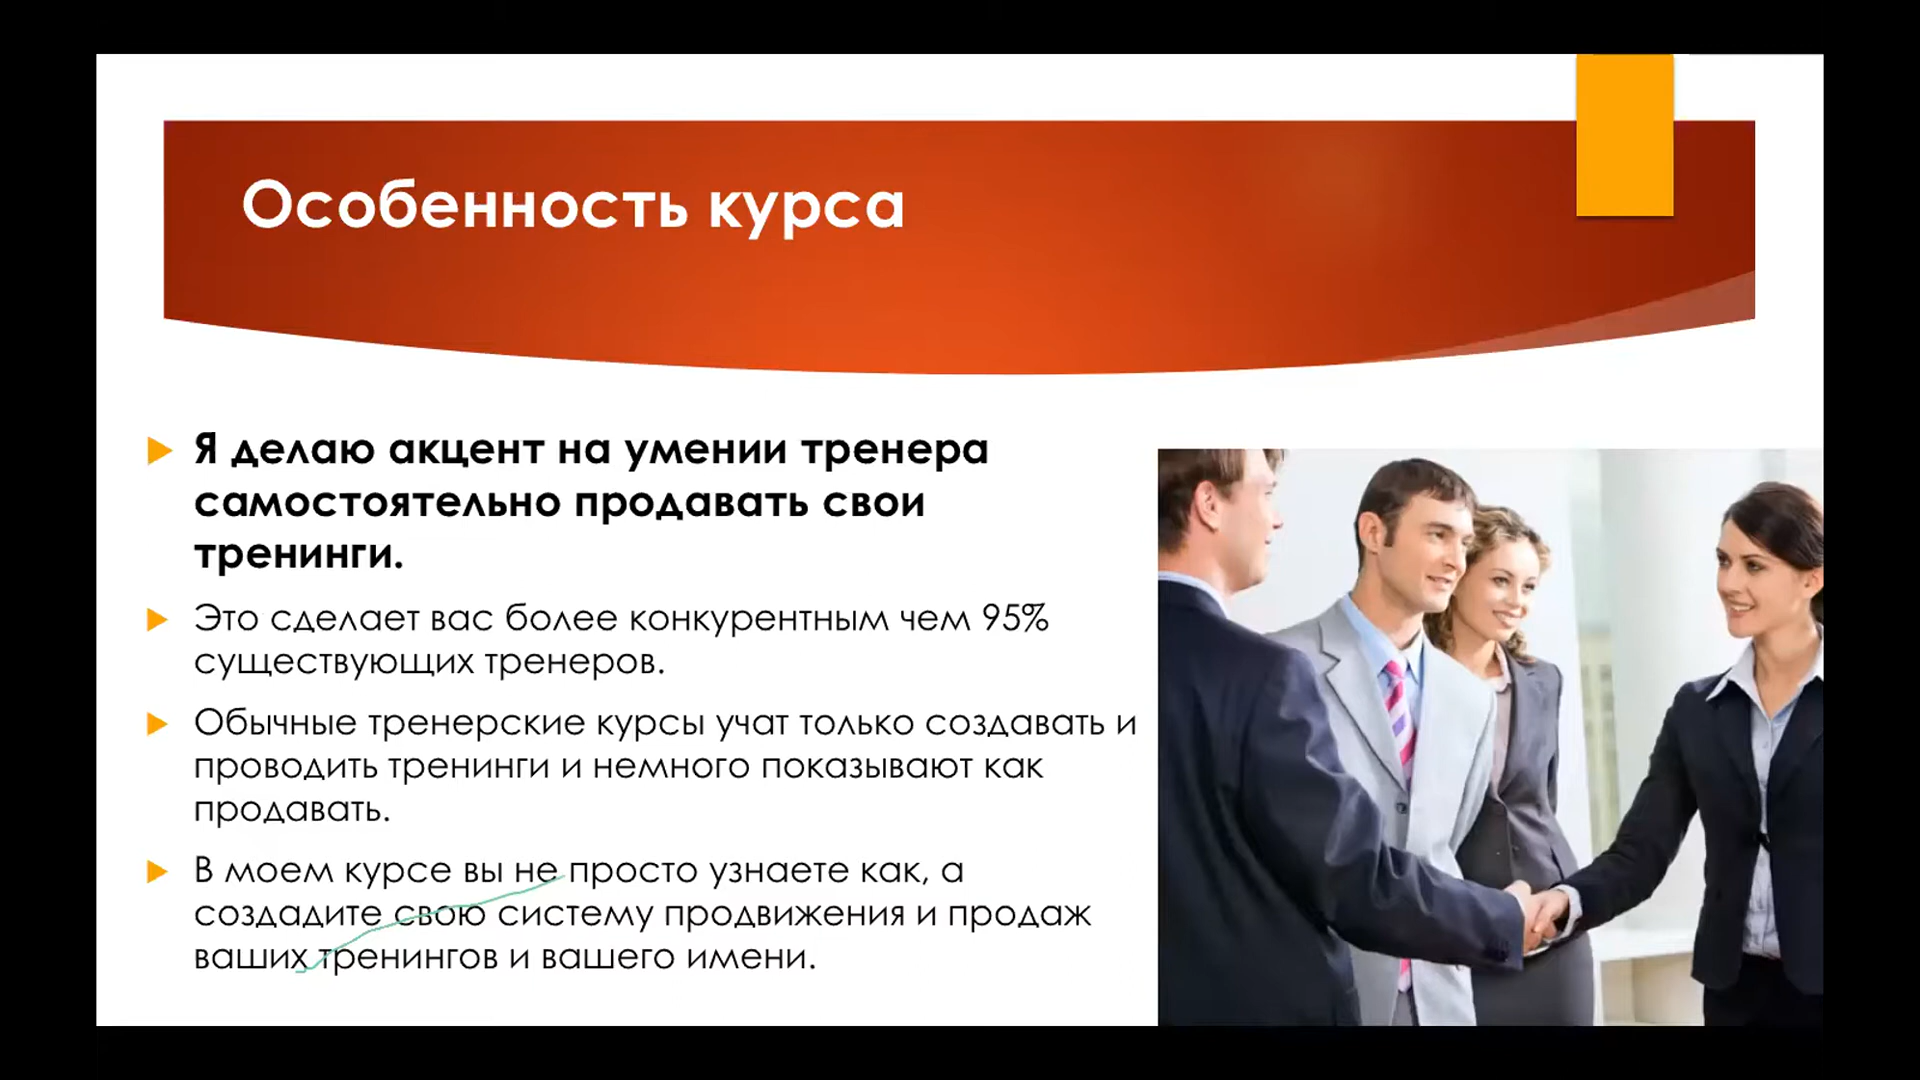 Особенность курса
Я делаю акцент на умении тренера
самостоятельно продавать свои
тренинги.
Это сделает вас более конкурентным чем 95%
существующих тренеров.
Обычные тренерские курсы учат только создавать и
проводить тренинги и немного показывают как
продавать.
В моем курсе вы не просто узнаете как, а
создадите свою систему продвижения и продаж
ваших тренингов и вашего имени.